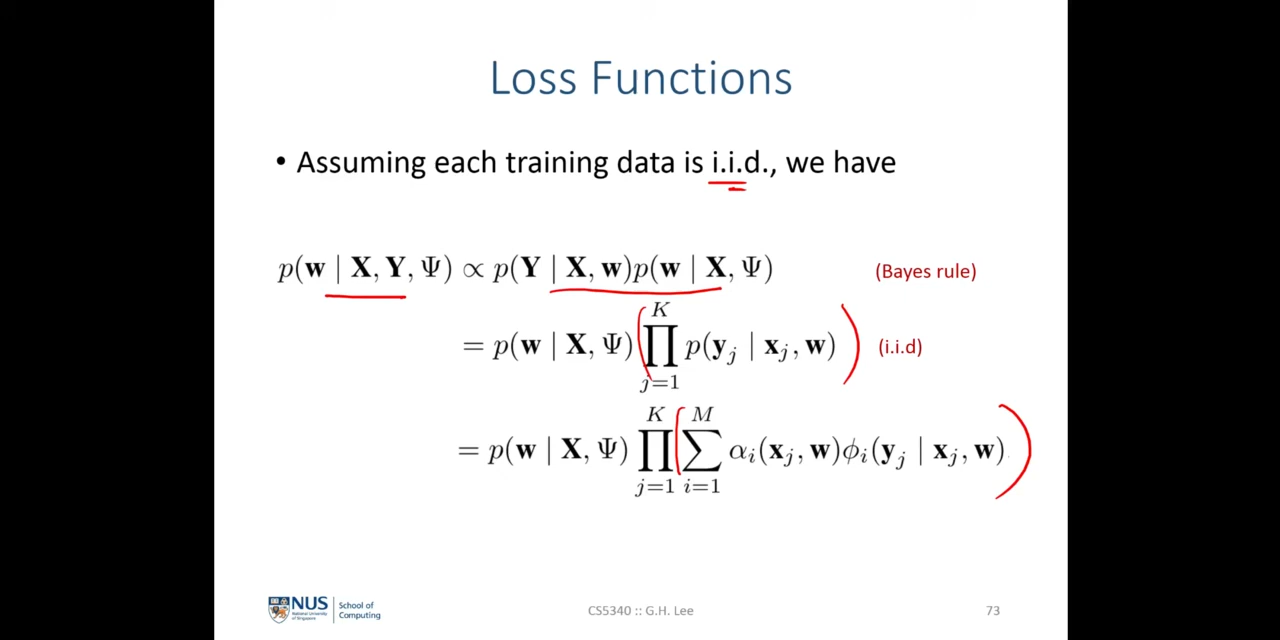 Loss Functions
• Assuming each training data is i.i.d., we have
p(w | X, Y, Ψ) ∝ p(Y | X, w)p(w | X, Ψ) (Bayes rule)
= p(w | X, Ψ) ∏_{j=1}^{K} p(y_j | x_j, w) (i.i.d)
= p(w | X, Ψ) ∏_{j=1}^{K} ∑_{i=1}^{M} α_i(x_j, w)ϕ_i(y_j | x_j, w)
NUS National University of Singapore School of Computing
CS5340 :: G.H. Lee
73